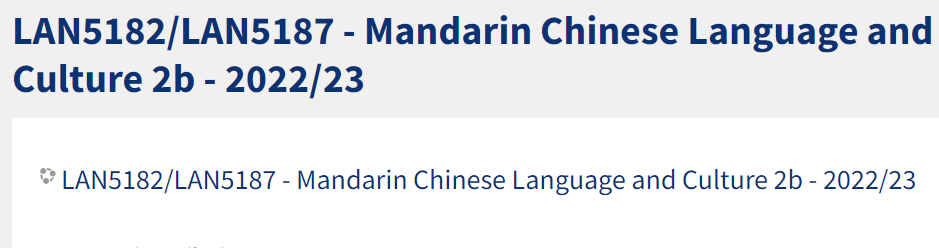 LAN5182/LAN5187 - Mandarin Chinese Language and
Culture 2b - 2022/23
LAN5182/LAN5187 - Mandarin Chinese Language and Culture 2b - 2022/23